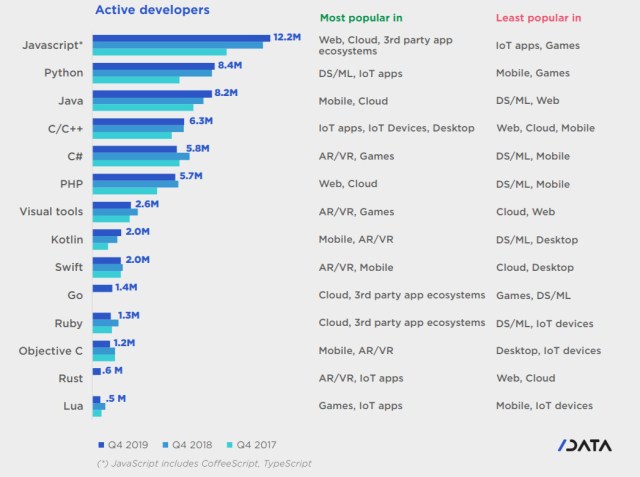 Active developers
Most popular in
Least popular in
Javascript* 12.2M Web, Cloud, 3rd party app
ecosystems IoT apps, Games
Python 8.4M DS/ML, IoT apps Mobile, Games
Java 8.2M Mobile, Cloud DS/ML, Web
C/C++ 6.3M IoT apps, IoT Devices, Desktop Web, Cloud, Mobile
C# 5.8M AR/VR, Games DS/ML, Mobile
PHP 5.7M Web, Cloud DS/ML, Mobile
Visual tools 2.6M AR/VR, Games Cloud, Web
Kotlin 2.0M Mobile, AR/VR DS/ML, Desktop
Swift 2.0M AR/VR, Mobile Cloud, Desktop
Go 1.4M Cloud, 3rd party app ecosystems Games, DS/ML
Ruby 1.3M Cloud, 3rd party app ecosystems DS/ML, IoT devices
Objective C 1.2M Mobile, AR/VR Desktop, IoT devices
Rust .6 M AR/VR, IoT apps Web, Cloud
Lua .5 M Games, IoT apps Mobile, IoT devices
Q4 2019 Q4 2018 Q4 2017
/DATA
(*) JavaScript includes CoffeeScript, TypeScript